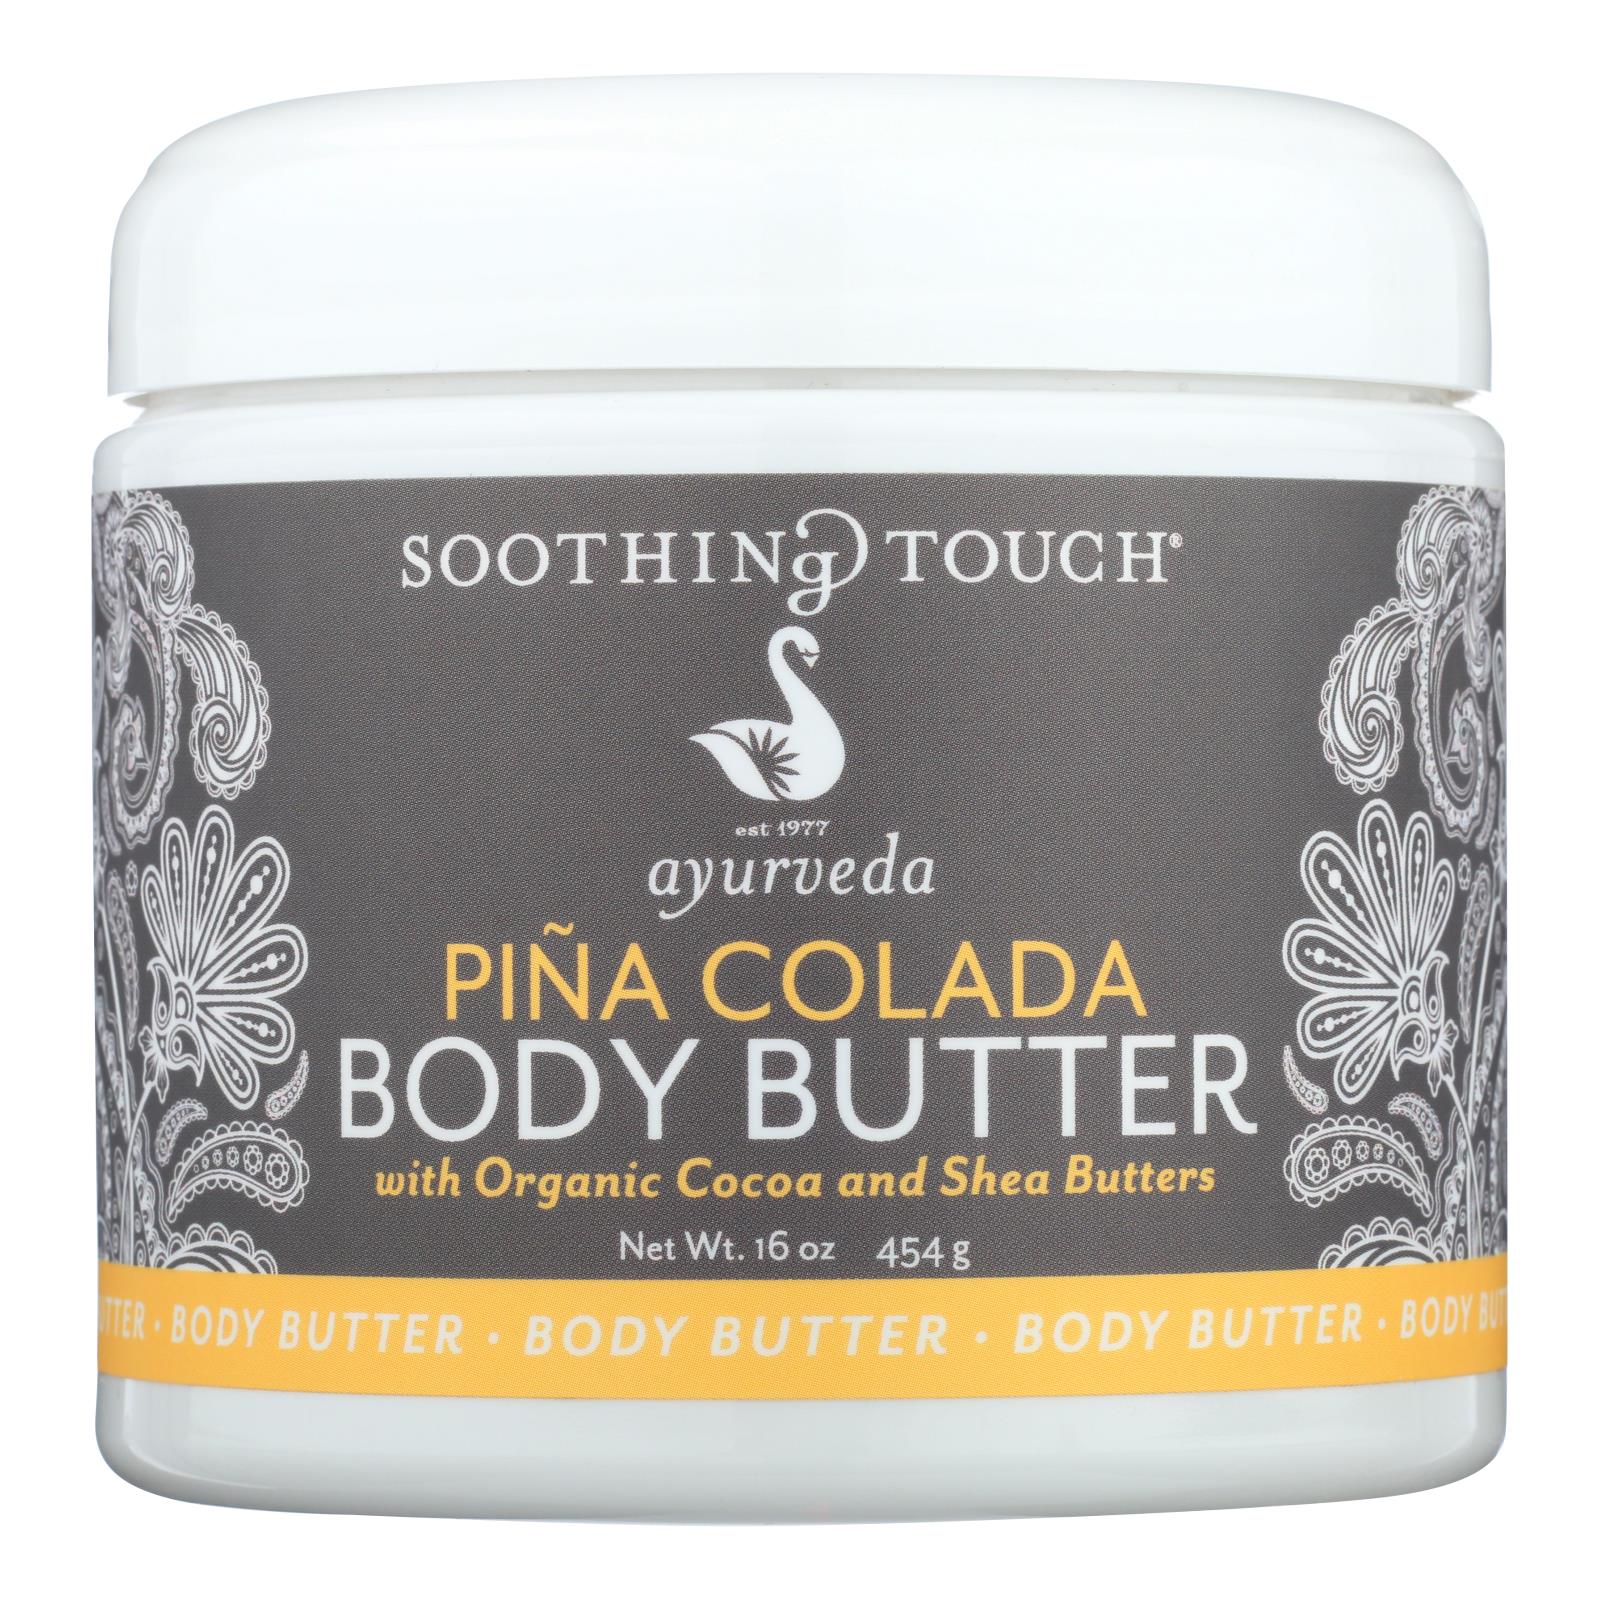 SOOTHINg TOUCH®
est 1977
ayurveda
PIÑA COLADA
BODY BUTTER
with Organic Cocoa and Shea Butters
Net Wt. 16 oz 454 g
BUTTER · BODY BUTTER · BODY BUTTER · BODY BUTTER · BODY BUT